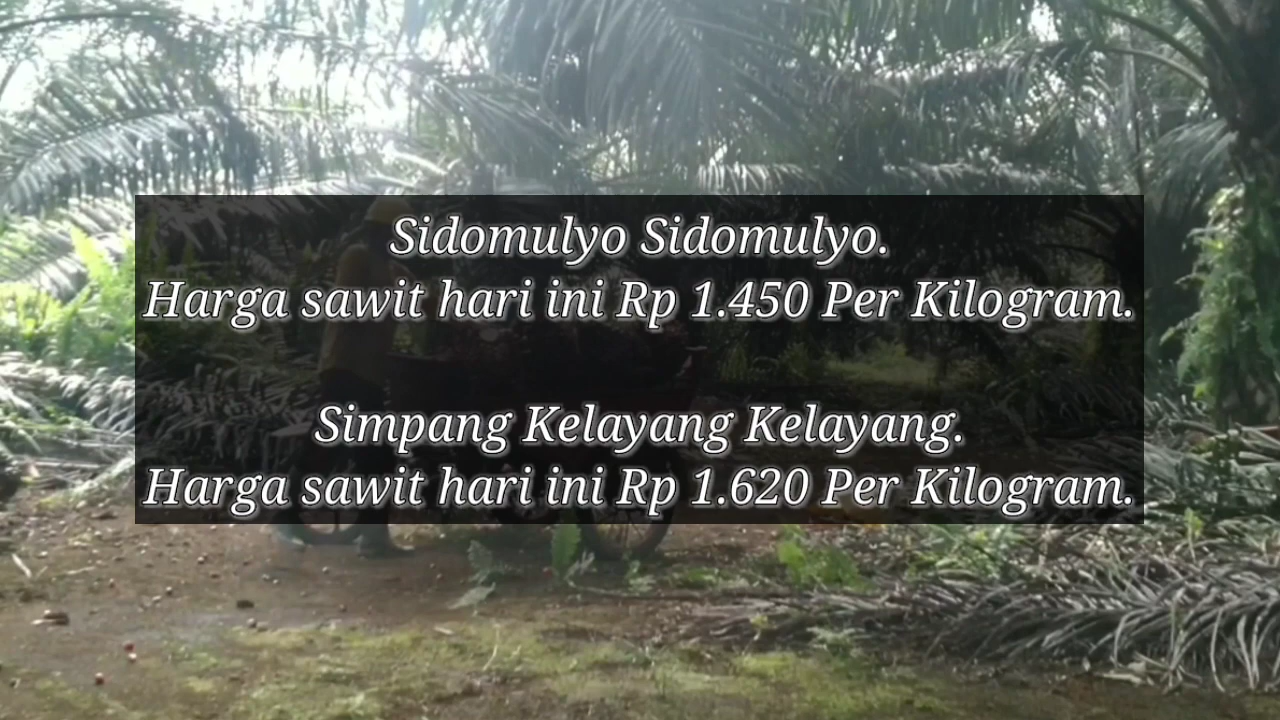 Sidomulyo Sidomulyo.
Harga sawit hari ini Rp 1.450 Per Kilogram.
Simpang Kelayang Kelayang.
Harga sawit hari ini Rp 1.620 Per Kilogram.